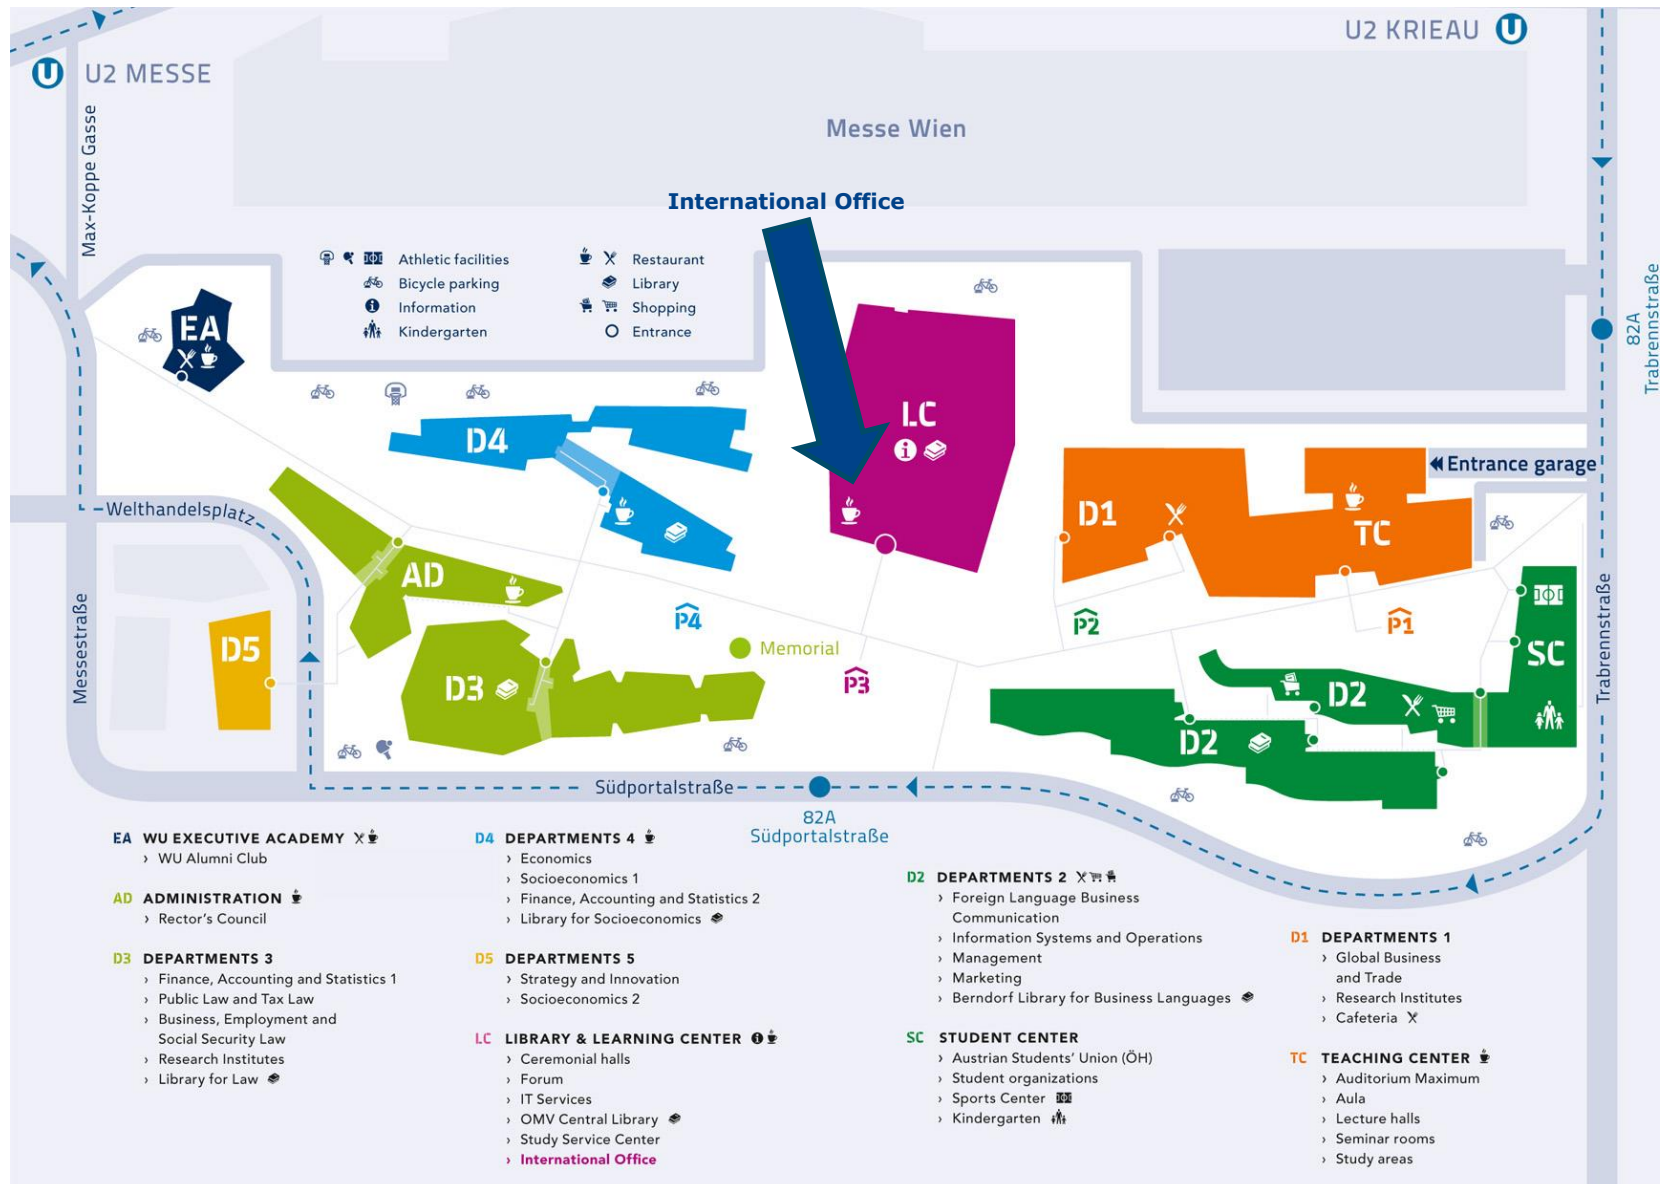 U2 KRIEAU U
U U2 MESSE
Max-Koppe Gasse
Messe Wien
International Office
Athletic facilities
Bicycle parking
Information
Kindergarten
Restaurant
Library
Shopping
Entrance
82A
Trabrennstraße
EA
LC
D4
Entrance garage
D1
TC
Welthandelsplatz
AD
Messestraße
D5
P4
P2
P1
Memorial
SC
Trabrennstraße
D3
P3
D2
D2
Südportalstraße
82A
Südportalstraße
EA WU EXECUTIVE ACADEMY
› WU Alumni Club
AD ADMINISTRATION
› Rector's Council
D3 DEPARTMENTS 3
› Finance, Accounting and Statistics 1
› Public Law and Tax Law
› Business, Employment and
Social Security Law
› Research Institutes
› Library for Law
D4 DEPARTMENTS 4
› Economics
› Socioeconomics 1
› Finance, Accounting and Statistics 2
› Library for Socioeconomics
D5 DEPARTMENTS 5
› Strategy and Innovation
› Socioeconomics 2
LC LIBRARY & LEARNING CENTER
› Ceremonial halls
› Forum
› IT Services
› OMV Central Library
› Study Service Center
› International Office
D2 DEPARTMENTS 2
› Foreign Language Business
Communication
› Information Systems and Operations
› Management
› Marketing
› Berndorf Library for Business Languages
SC STUDENT CENTER
› Austrian Students' Union (ÖH)
› Student organizations
› Sports Center
› Kindergarten
D1 DEPARTMENTS 1
› Global Business
and Trade
› Research Institutes
› Cafeteria
TC TEACHING CENTER
› Auditorium Maximum
› Aula
› Lecture halls
› Seminar rooms
› Study areas